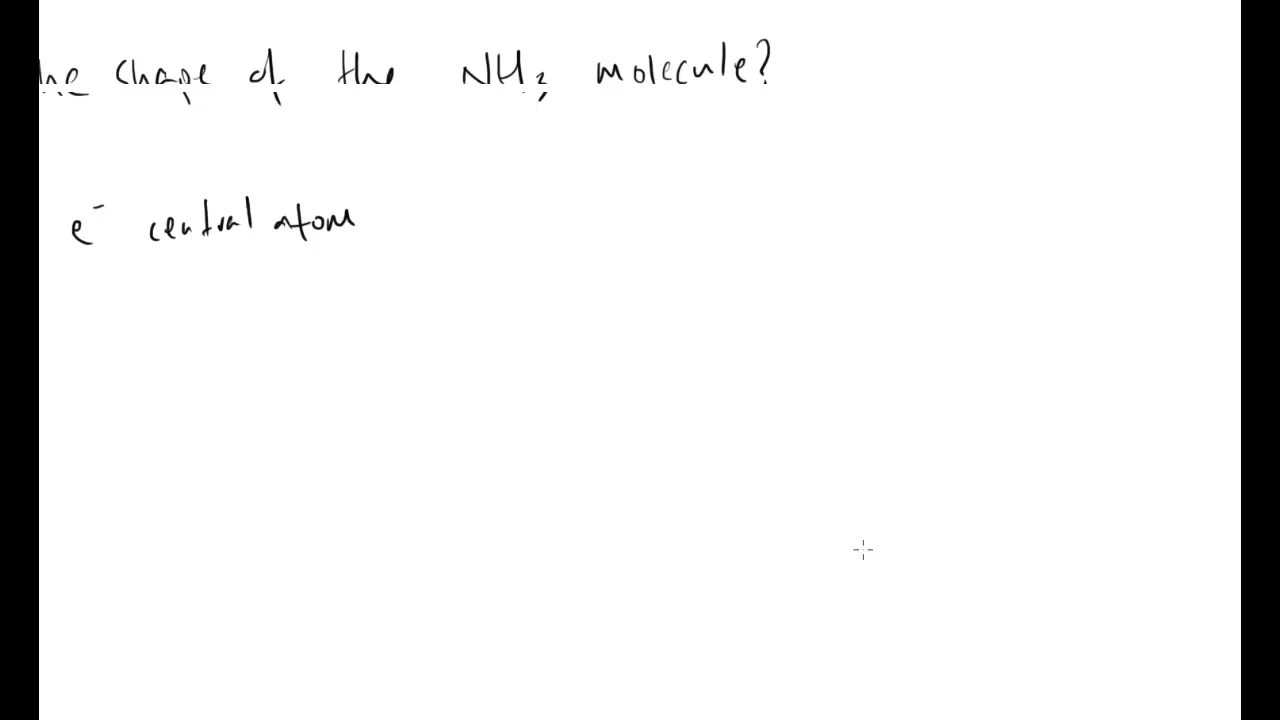 he shape of the NH₃ molecule?
e⁻ central atom